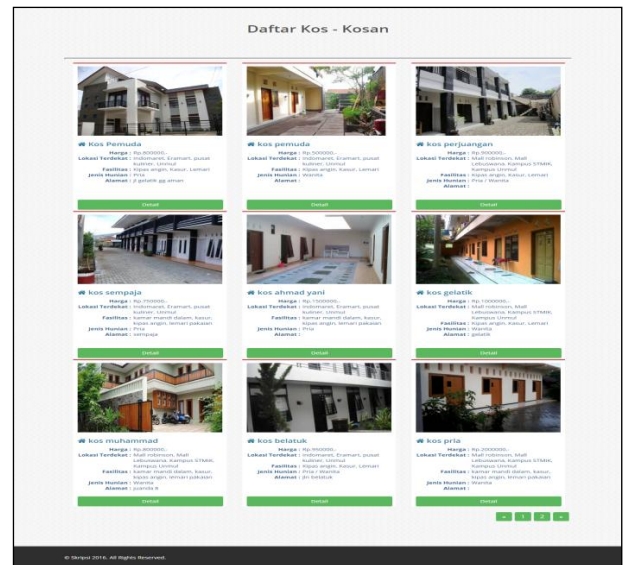 Daftar Kos - Kosan
Kos Pemuda
Harga : Rp.800000,-
Lokasi Terdekat : Indomaret, Eramart, pusat
kuliner, Unmul
Fasilitas : Kipas angin, Kasur, Lemari
Jenis Hunian : Pria
Alamat : jl gelatik gg aman
Detail
kos pemuda
Harga : Rp.500000,-
Lokasi Terdekat : Indomaret, Eramart, pusat
kuliner, Unmul
Fasilitas : Kipas angin, Kasur, Lemari
Jenis Hunian : Wanita
Alamat :
Detail
kos perjuangan
Harga : Rp.900000,-
Lokasi Terdekat : Mall robinson, Mall
Lebuswana, Kampus STMIK,
Kampus Unmul
Fasilitas : Kipas angin, Kasur, Lemari
Jenis Hunian : Pria / Wanita
Alamat :
Detail
kos sempaja
Harga : Rp.750000,-
Lokasi Terdekat : Indomaret, Eramart, pusat
kuliner, Unmul
Fasilitas : kamar mandi dalam, kasur,
kipas angin, lemari pakaian
Jenis Hunian : Pria
Alamat : sempaja
Detail
kos ahmad yani
Harga : Rp.1500000,-
Lokasi Terdekat : Indomaret, Eramart, pusat
kuliner, Unmul
Fasilitas : kamar mandi dalam, kasur,
kipas angin, lemari pakaian
Jenis Hunian : Pria
Alamat :
Detail
kos gelatik
Harga : Rp.1000000,-
Lokasi Terdekat : Mall robinson, Mall
Lebuswana, Kampus STMIK,
Kampus Unmul
Fasilitas : Kipas angin, Kasur, Lemari
Jenis Hunian : Wanita
Alamat : gelatik
Detail
kos muhammad
Harga : Rp.800000,-
Lokasi Terdekat : Mall robinson, Mall
Lebuswana, Kampus STMIK,
Kampus Unmul
Fasilitas : kamar mandi dalam, kasur,
kipas angin, lemari pakaian
Jenis Hunian : Wanita
Alamat : juanda 8
Detail
kos belatuk
Harga : Rp.950000,-
Lokasi Terdekat : Indomaret, Eramart, pusat
kuliner, Unmul
Fasilitas : Kipas angin, Kasur, Lemari
Jenis Hunian : Pria / Wanita
Alamat : jln belatuk
Detail
kos pria
Harga : Rp.2000000,-
Lokasi Terdekat : Mall robinson, Mall
Lebuswana, Kampus STMIK,
Kampus Unmul
Fasilitas : kamar mandi dalam, kasur,
kipas angin, lemari pakaian
Jenis Hunian : Wanita
Alamat :
Detail
« 1 2 »
© Skripsi 2016. All Rights Reserved.